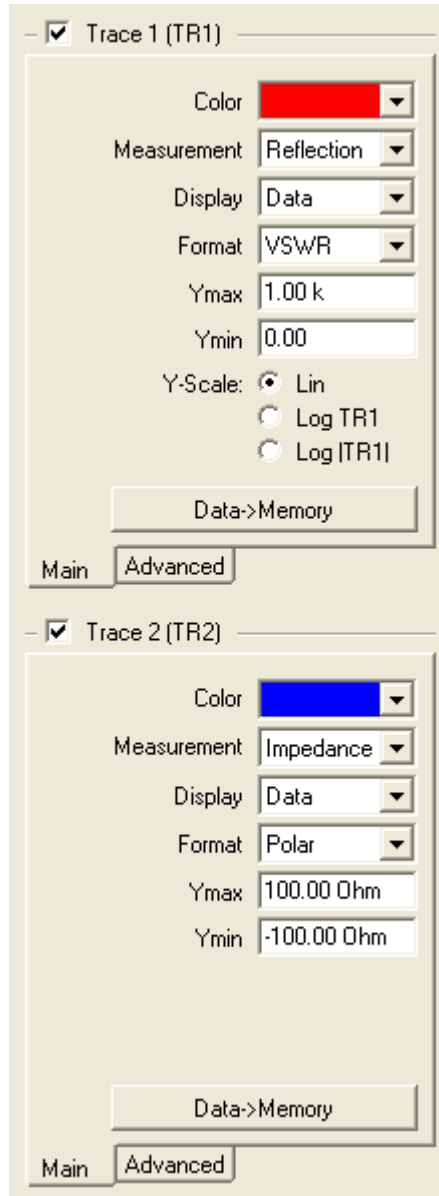 Trace 1 (TR1)
Color
Measurement Reflection
Display Data
Format VSWR
Ymax 1.00 k
Ymin 0.00
Y-Scale: Lin
Log TR1
Log |TR1|
Data->Memory
Main Advanced
Trace 2 (TR2)
Color
Measurement Impedance
Display Data
Format Polar
Ymax 100.00 Ohm
Ymin -100.00 Ohm
Data->Memory
Main Advanced